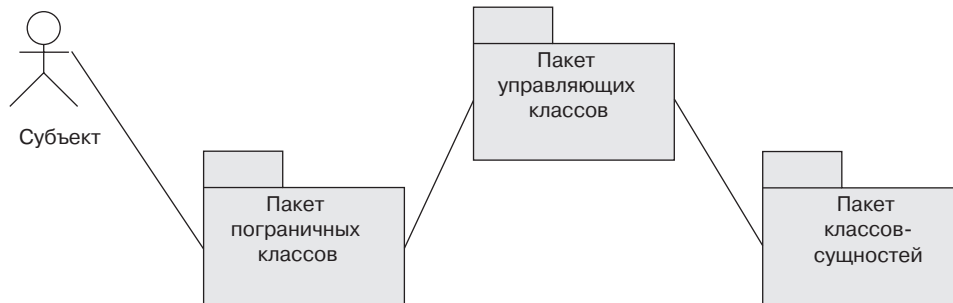 Субъект
Пакет
пограничных
классов
Пакет
управляющих
классов
Пакет
классов-
сущностей